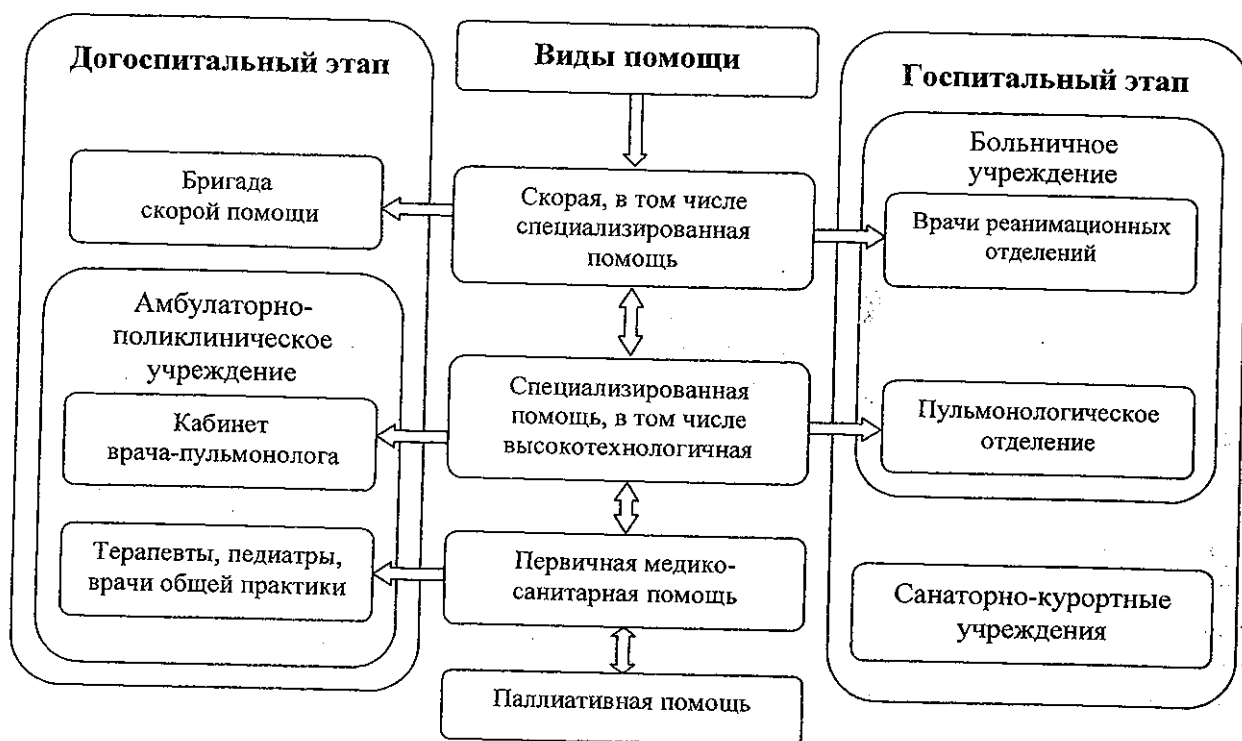 Догоспитальный этап
Бригада
скорой помощи
Амбулаторно-
поликлиническое
учреждение
Кабинет
врача-пульмонолога
Терапевты, педиатры,
врачи общей практики
Виды помощи
Скорая, в том числе
специализированная
помощь
Специализированная
помощь, в том числе
высокотехнологичная
Первичная медико-
санитарная помощь
Паллиативная помощь
Госпитальный этап
Больничное
учреждение
Врачи реанимационных
отделений
Пульмонологическое
отделение
Санаторно-курортные
учреждения